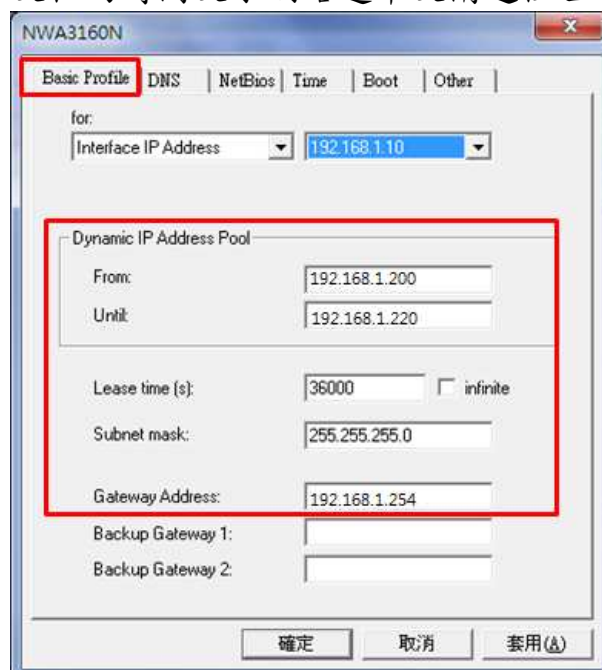 NWA3160N
Basic Profile DNS NetBios Time Boot Other
for:
Interface IP Address 192.168.1.10
Dynamic IP Address Pool
From: 192.168.1.200
Until: 192.168.1.220
Lease time (s): 36000 infinite
Subnet mask: 255.255.255.0
Gateway Address: 192.168.1.254
Backup Gateway 1:
Backup Gateway 2:
確定 取消 套用(A)